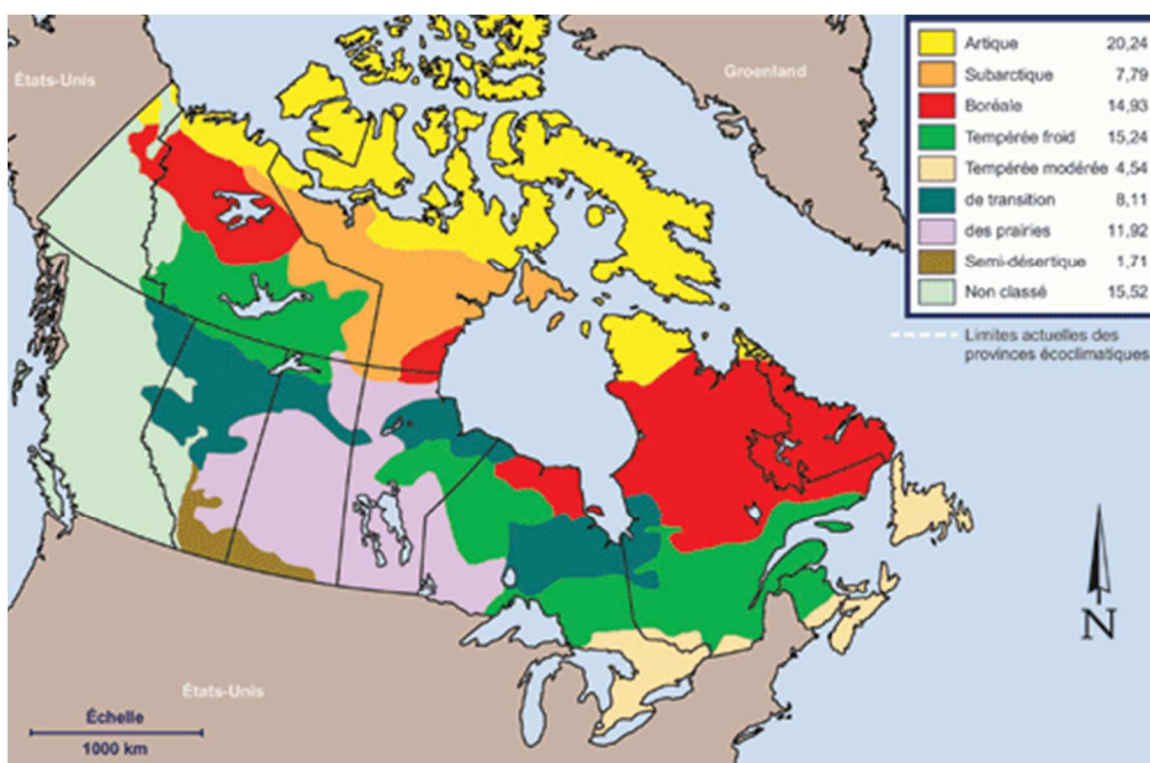 États-Unis
Groenland
Artique 20,24
Subarctique 7,79
Boréale 14,93
Tempérée froid 15,24
Tempérée modérée 4,54
de transition 8,11
des prairies 11,92
Semi-désertique 1,71
Non classé 15,52
Limites actuelles des
provinces écoclimatiques
N
États-Unis
Échelle
1000 km